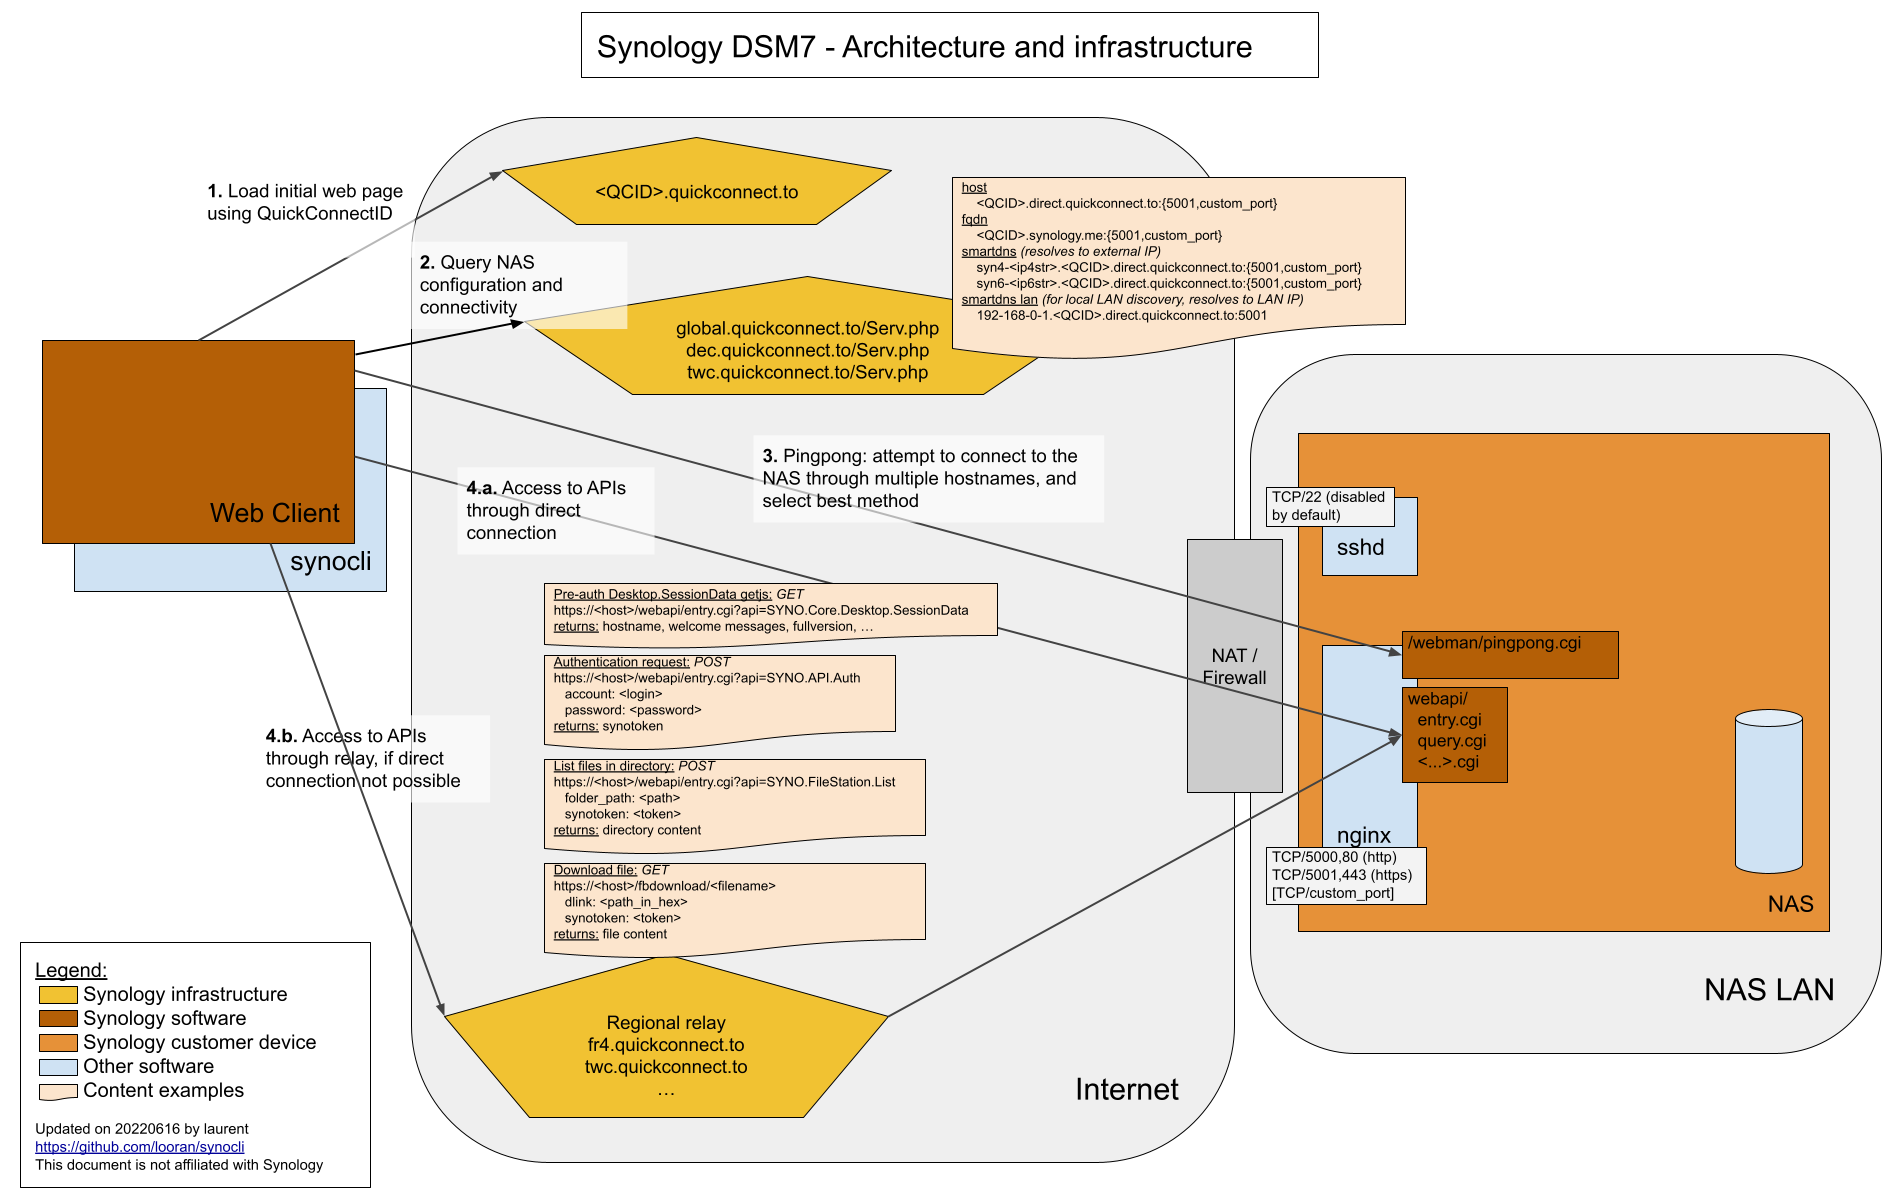 Synology DSM7 - Architecture and infrastructure
1. Load initial web page
using QuickConnectID
<QCID>.quickconnect.to
2. Query NAS
configuration and
connectivity
global.quickconnect.to/Serv.php
dec.quickconnect.to/Serv.php
twc.quickconnect.to/Serv.php
host
<QCID>.direct.quickconnect.to:{5001,custom_port}
fqdn
<QCID>.synology.me:{5001,custom_port}
smartdns (resolves to external IP)
syn4-<ip4str>.<QCID>.direct.quickconnect.to:{5001,custom_port}
syn6-<ip6str>.<QCID>.direct.quickconnect.to:{5001,custom_port}
smartdns lan (for local LAN discovery, resolves to LAN IP)
192-168-0-1.<QCID>.direct.quickconnect.to:5001
Web Client
synocli
3. Pingpong: attempt to connect to the
NAS through multiple hostnames, and
select best method
4.a. Access to APIs
through direct
connection
4.b. Access to APIs
through relay, if direct
connection not possible
Pre-auth Desktop.SessionData getjs: GET
https://<host>/webapi/entry.cgi?api=SYNO.Core.Desktop.SessionData
returns: hostname, welcome messages, fullversion, …
Authentication request: POST
https://<host>/webapi/entry.cgi?api=SYNO.API.Auth
account: <login>
password: <password>
returns: synotoken
List files in directory: POST
https://<host>/webapi/entry.cgi?api=SYNO.FileStation.List
folder_path: <path>
synotoken: <token>
returns: directory content
Download file: GET
https://<host>/fbdownload/<filename>
dlink: <path_in_hex>
synotoken: <token>
returns: file content
Regional relay
fr4.quickconnect.to
twc.quickconnect.to
…
Internet
NAT /
Firewall
TCP/22 (disabled
by default)
sshd
/webman/pingpong.cgi
webapi/
entry.cgi
query.cgi
<...>.cgi
nginx
TCP/5000,80 (http)
TCP/5001,443 (https)
[TCP/custom_port]
NAS
NAS LAN
Legend:
Synology infrastructure
Synology software
Synology customer device
Other software
Content examples
Updated on 20220616 by laurent
https://github.com/looran/synocli
This document is not affiliated with Synology